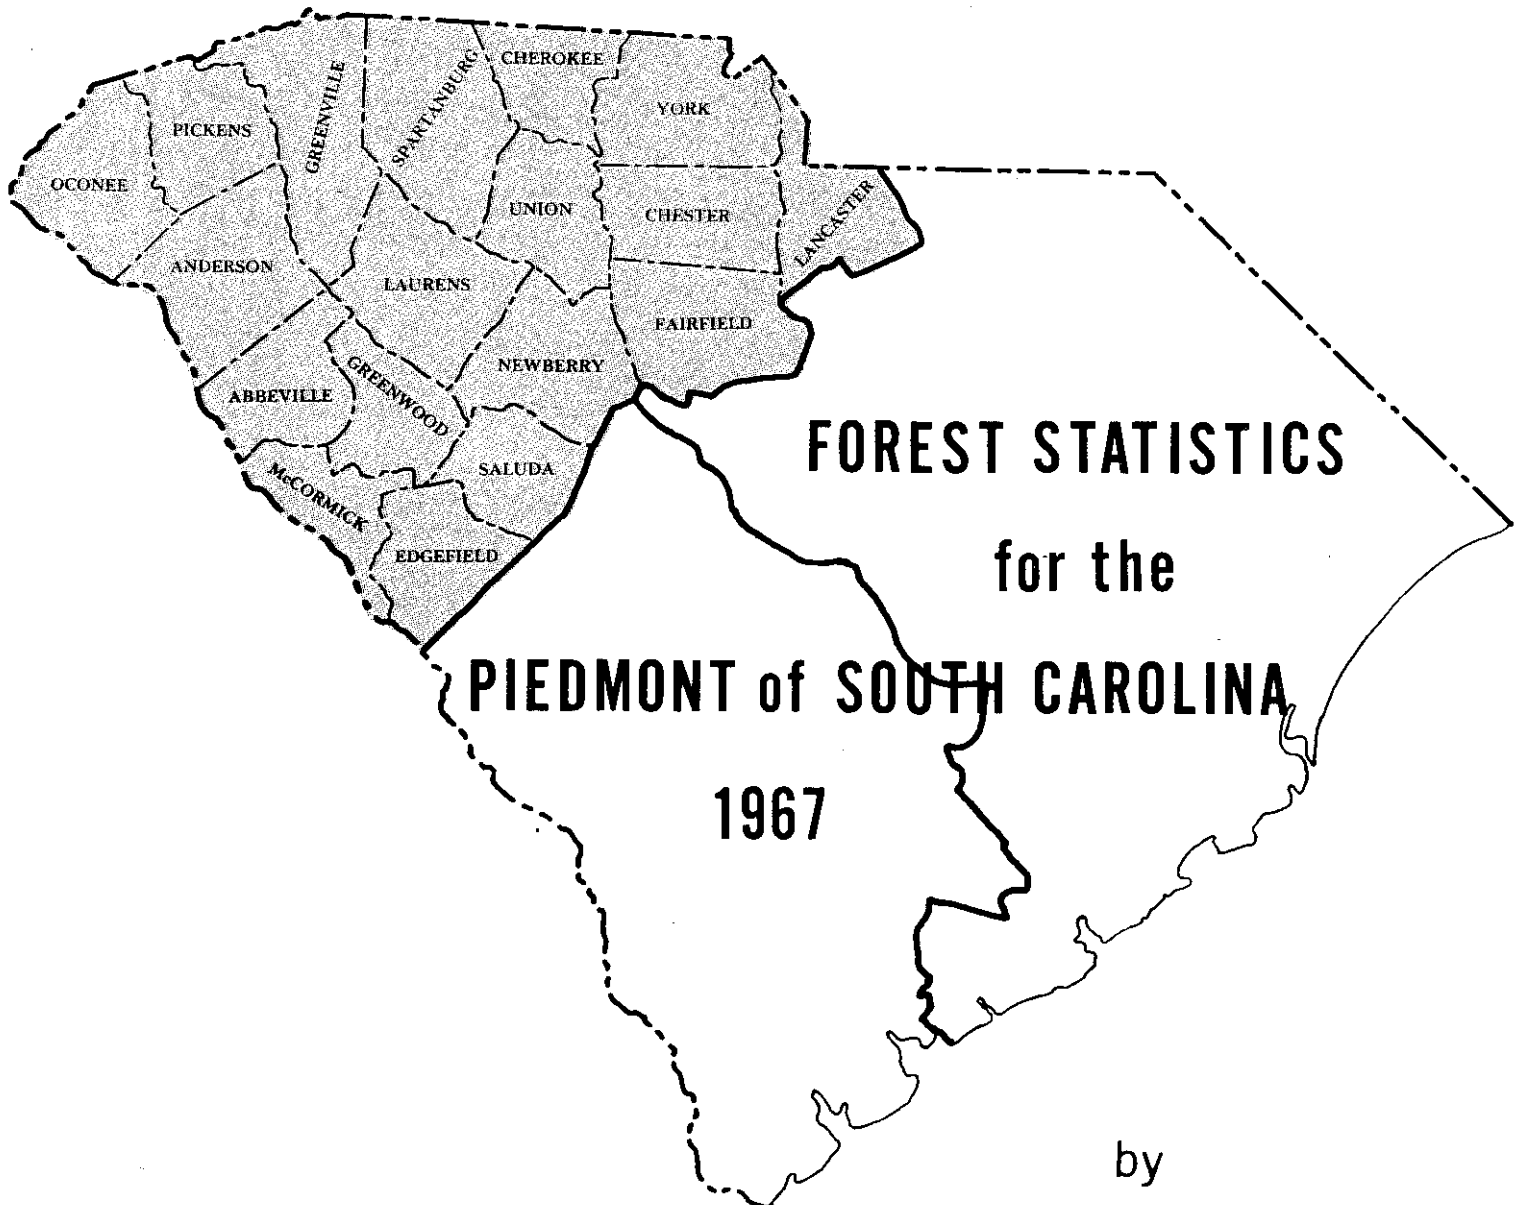 CHEROKEE
GREENVILLE
SPARTANBURG
YORK
PICKENS
OCONEE
UNION
CHESTER
LANCASTER
ANDERSON
LAURENS
FAIRFIELD
NEWBERRY
ABBEVILLE
GREENWOOD
SALUDA
McCORMICK
EDGEFIELD
FOREST STATISTICS
for the
PIEDMONT of SOUTH CAROLINA
1967
by